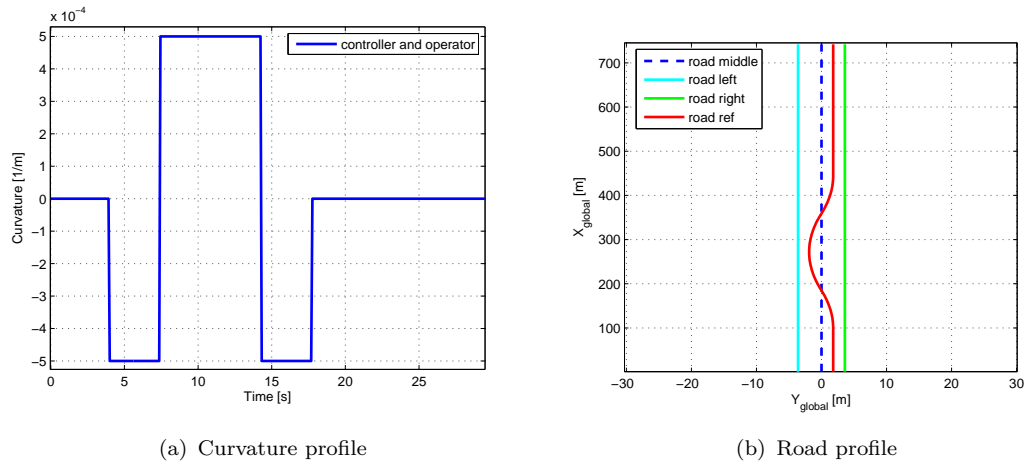 x 10⁻⁴
5
4
3
2
1
0
−1
−2
−3
−4
−5
0 5 10 15 20 25
Curvature [1/m]
Time [s]
controller and operator
(a) Curvature profile
700
600
500
400
300
200
100
−30 −20 −10 0 10 20 30
X_global [m]
Y_global [m]
road middle
road left
road right
road ref
(b) Road profile